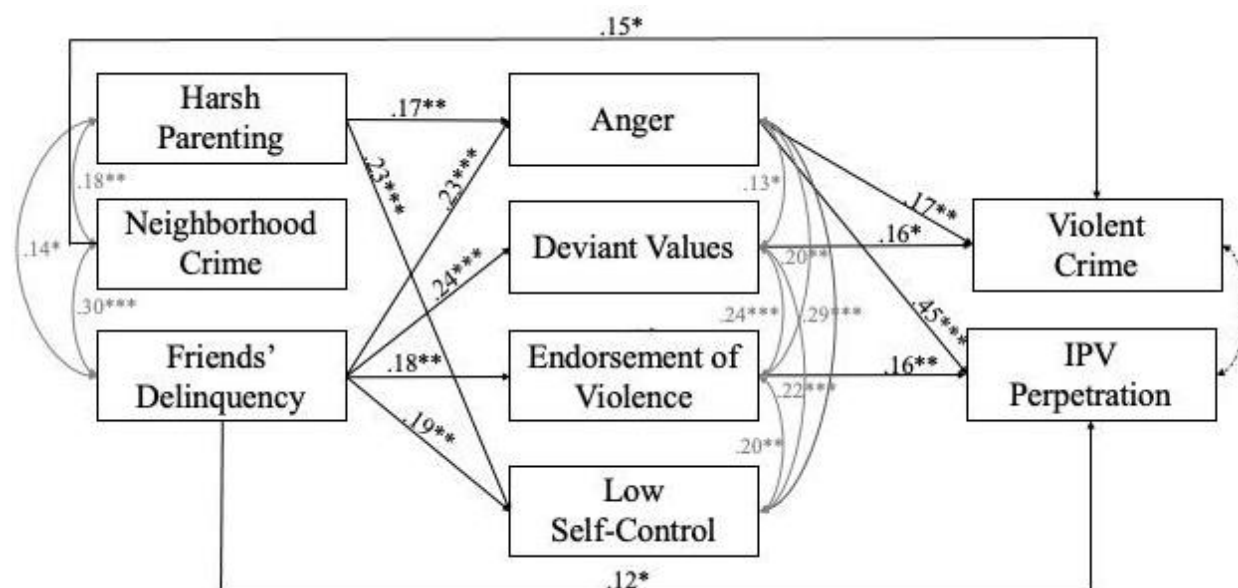 .15*
Harsh
Parenting
.17**
Anger
.23***
.23***
.18**
.13*
.17**
Neighborhood
Crime
Deviant Values
.16*
Violent
Crime
.14*
.24***
.20**
.30***
.24***
.29***
.45***
Friends’
Delinquency
.18**
Endorsement of
Violence
.16**
IPV
Perpetration
.22***
.19**
.20**
Low
Self-Control
.12*